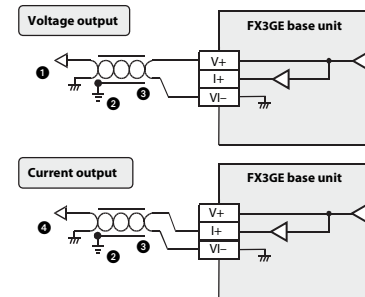 Voltage output
FX3GE base unit
V+
I+
VI–
❶
❷
❸
Current output
FX3GE base unit
V+
I+
VI–
❹
❷
❸